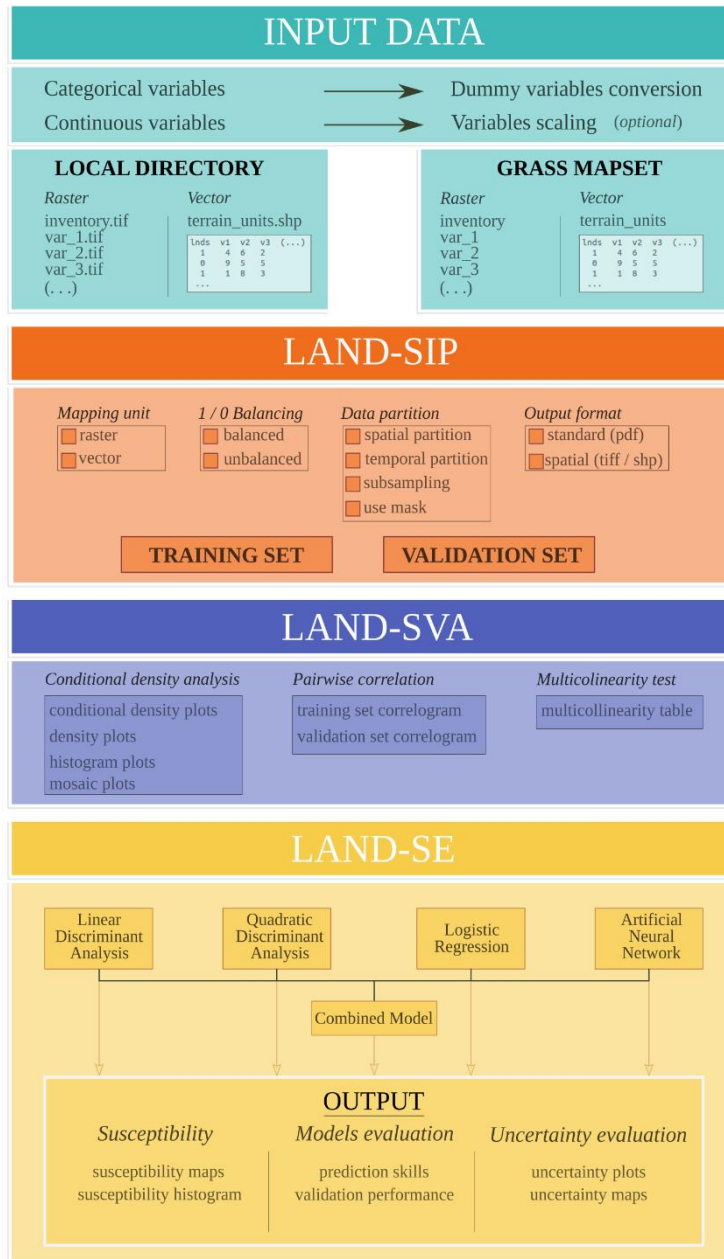 INPUT DATA
Categorical variables
Dummy variables conversion
Continuous variables
Variables scaling (optional)
LOCAL DIRECTORY
Raster
Vector
inventory.tif
terrain_units.shp
var_1.tif
var_2.tif
var_3.tif
(. . .)
lnds v1 v2 v3 (...)
1 4 6 2
0 9 5 5
1 1 8 3
...
GRASS MAPSET
Raster
Vector
inventory
terrain_units
var_1
var_2
var_3
(. . .)
lnds v1 v2 v3 (...)
1 4 6 2
0 9 5 5
1 1 8 3
...
LAND-SIP
Mapping unit
raster
vector
1 / 0 Balancing
balanced
unbalanced
Data partition
spatial partition
temporal partition
subsampling
use mask
Output format
standard (pdf)
spatial (tiff / shp)
TRAINING SET
VALIDATION SET
LAND-SVA
Conditional density analysis
conditional density plots
density plots
histogram plots
mosaic plots
Pairwise correlation
training set correlogram
validation set correlogram
Multicolinearity test
multicollinearity table
LAND-SE
Linear
Discriminant
Analysis
Quadratic
Discriminant
Analysis
Logistic
Regression
Artificial
Neural
Network
Combined Model
OUTPUT
Susceptibility
susceptibility maps
susceptibility histogram
Models evaluation
prediction skills
validation performance
Uncertainty evaluation
uncertainty plots
uncertainty maps